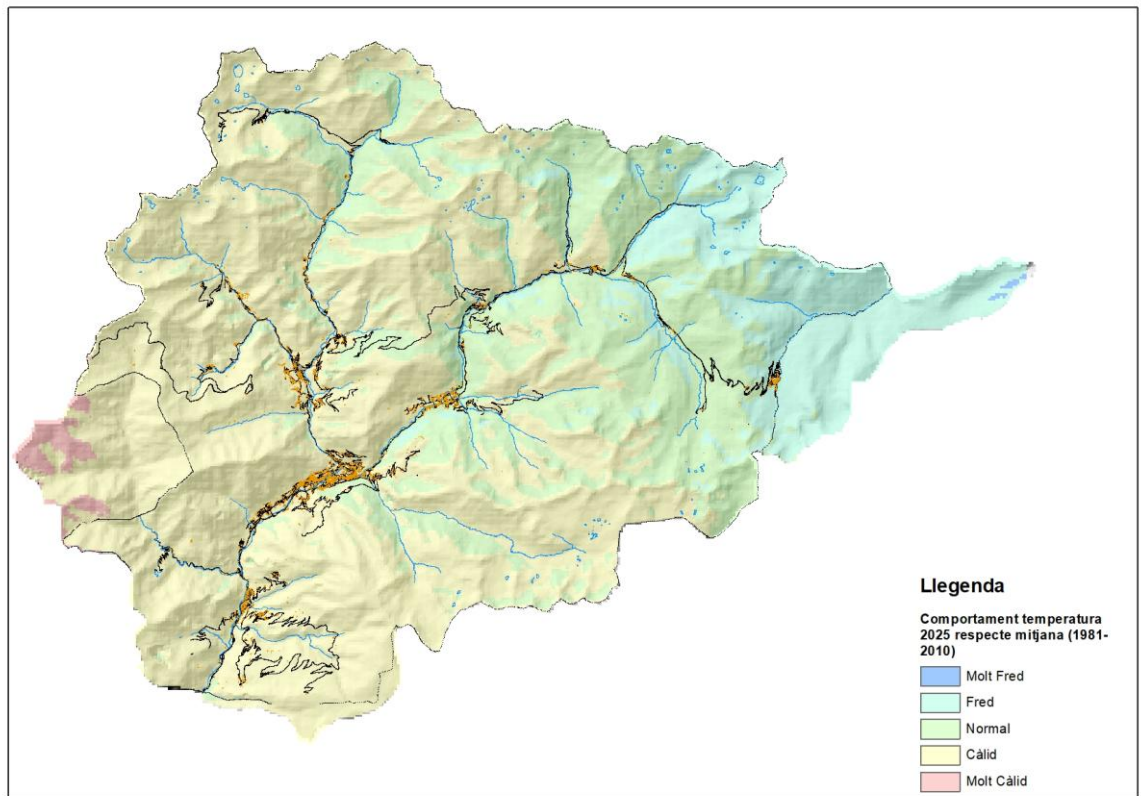 Llegenda
Comportament temperatura
2025 respecte mitjana (1981-
2010)
Molt Fred
Fred
Normal
Càlid
Molt Càlid